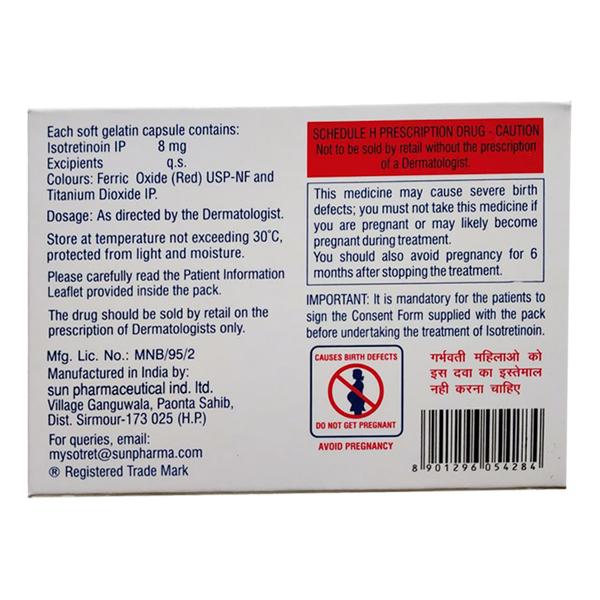 Each soft gelatin capsule contains:
Isotretinoin IP 8 mg
Excipients q.s.
Colours: Ferric Oxide (Red) USP-NF and
Titanium Dioxide IP.
Dosage: As directed by the Dermatologist.
Store at temperature not exceeding 30°C,
protected from light and moisture.
Please carefully read the Patient Information
Leaflet provided inside the pack.
The drug should be sold by retail on the
prescription of Dermatologists only.
Mfg. Lic. No.: MNB/95/2
Manufactured in India by:
sun pharmaceutical ind. ltd.
Village Ganguwala, Paonta Sahib,
Dist. Sirmour-173 025 (H.P.)
For queries, email:
mysotret@sunpharma.com
® Registered Trade Mark
SCHEDULE H PRESCRIPTION DRUG - CAUTION
Not to be sold by retail without the prescription
of a Dermatologist.
This medicine may cause severe birth
defects; you must not take this medicine if
you are pregnant or may likely become
pregnant during treatment.
You should also avoid pregnancy for 6
months after stopping the treatment.
IMPORTANT: It is mandatory for the patients to
sign the Consent Form supplied with the pack
before undertaking the treatment of Isotretinoin.
CAUSES BIRTH DEFECTS
DO NOT GET PREGNANT
AVOID PREGNANCY
गर्भवती महिलाओ को
इस दवा का इस्तेमाल
नही करना चाहिए
8 901296 054284